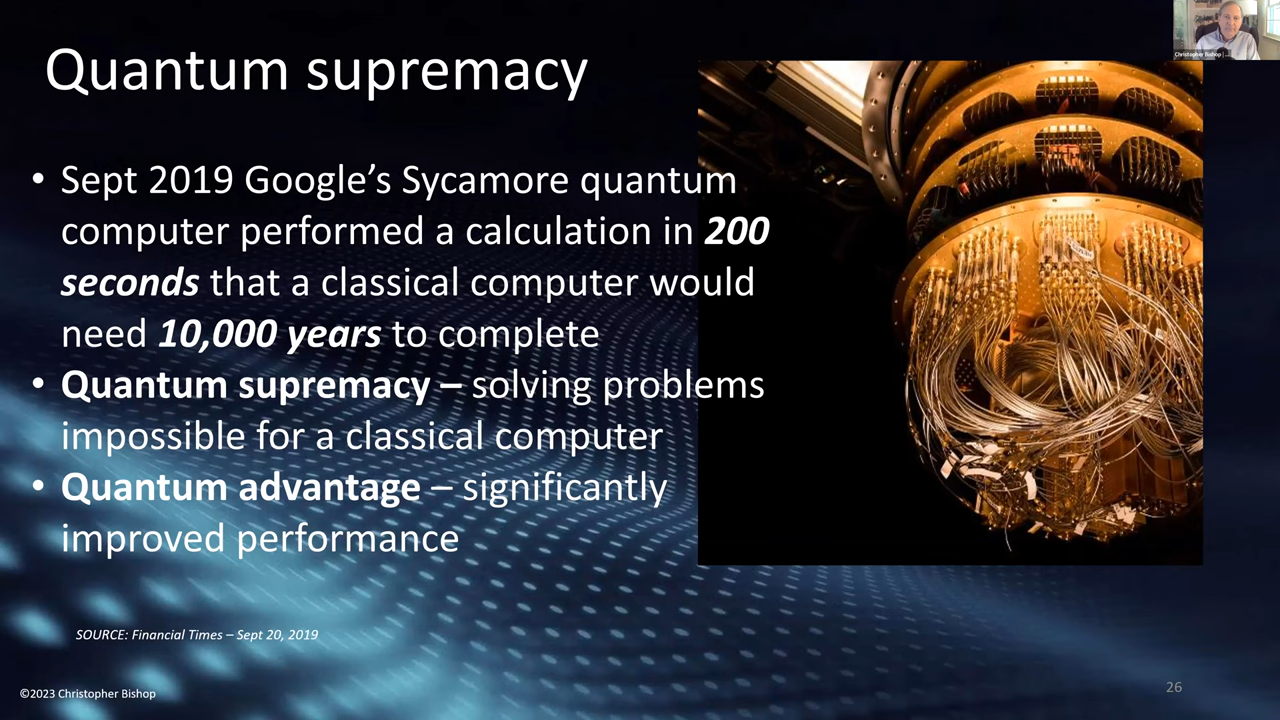 Christopher Bishop
Quantum supremacy
• Sept 2019 Google’s Sycamore quantum
computer performed a calculation in 200
seconds that a classical computer would
need 10,000 years to complete
• Quantum supremacy – solving problems
impossible for a classical computer
• Quantum advantage – significantly
improved performance
SOURCE: Financial Times – Sept 20, 2019
©2023 Christopher Bishop
26